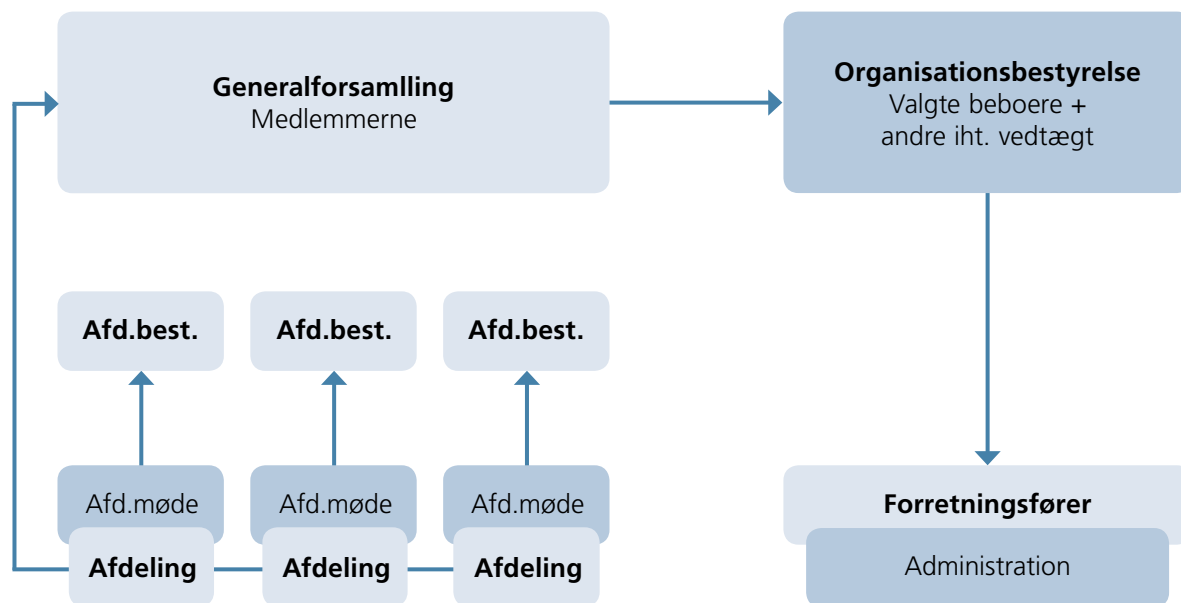 Generalforsamlling
Medlemmerne
Organisationsbestyrelse
Valgte beboere +
andre iht. vedtægt
Afd.best.
Afd.best.
Afd.best.
Afd.møde
Afd.møde
Afd.møde
Afdeling
Afdeling
Afdeling
Forretningsfører
Administration